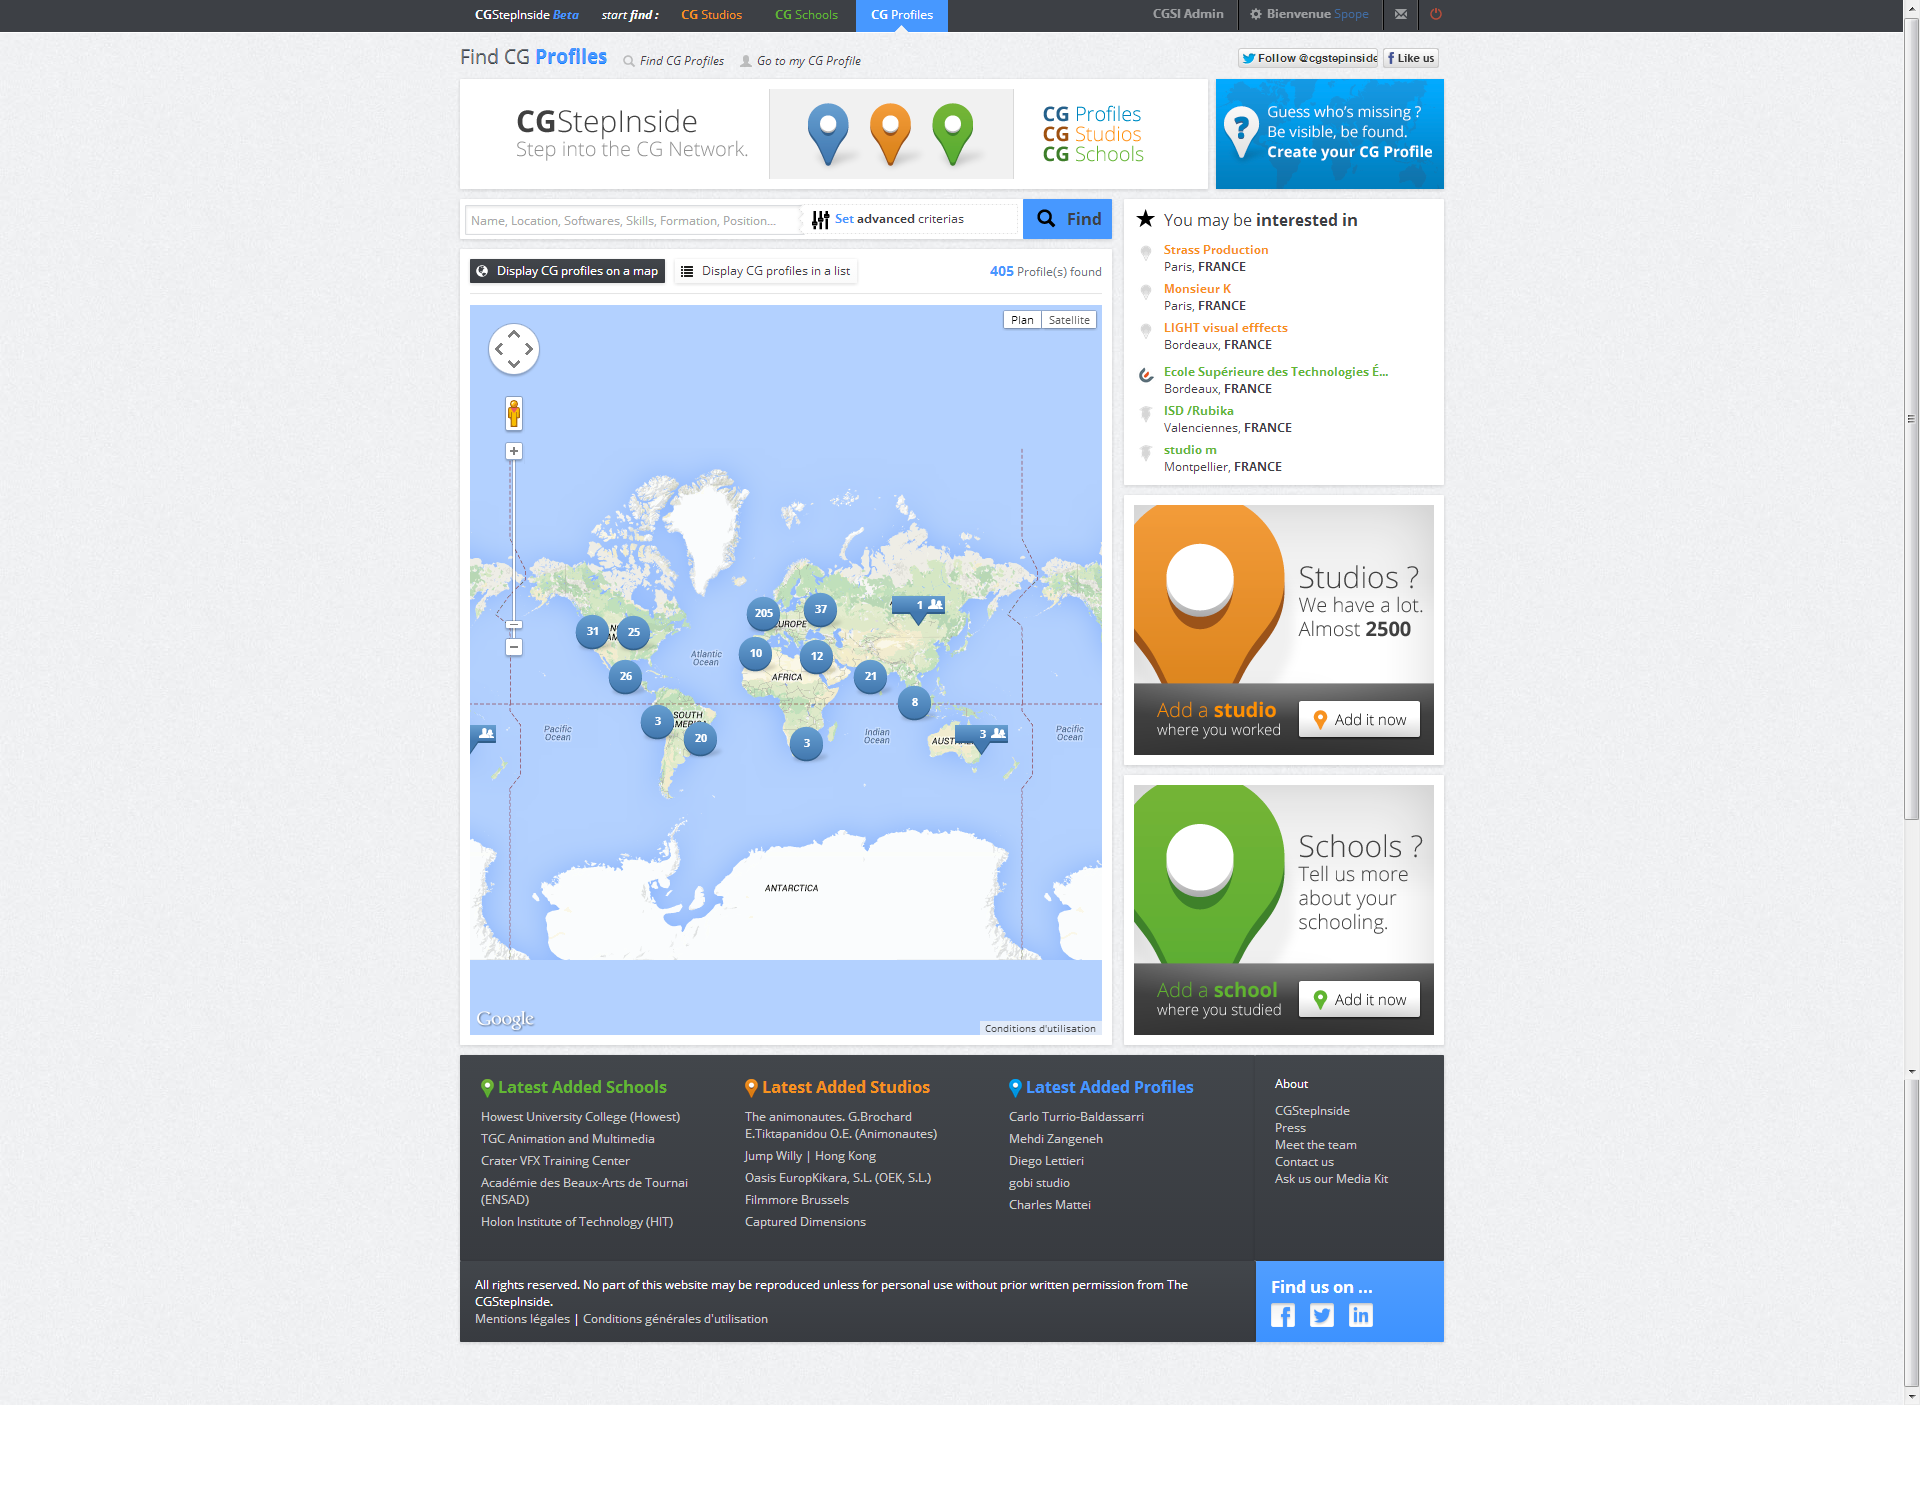 CGStepInside Beta start find : CG Studios CG Schools CG Profiles CGSI Admin Bienvenue Spope
Find CG Profiles Find CG Profiles Go to my CG Profile Follow @cgstepinside Like us
CGStepInside
Step into the CG Network.
CG Profiles
CG Studios
CG Schools
Guess who's missing ?
Be visible, be found.
Create your CG Profile
Name, Location, Softwares, Skills, Formation, Position... Set advanced criterias Find
Display CG profiles on a map Display CG profiles in a list 405 Profile(s) found
Plan Satellite
205 37 1
EUROPE
31 25
10 12
Atlantic
Ocean
AFRICA
26 21
8
3 SOUTH
AMERICA
20 3
Pacific
Ocean
Indian
Ocean
3
Pacific
Ocean
ANTARCTICA
Google
Conditions d'utilisation
You may be interested in
Strass Production
Paris, FRANCE
Monsieur K
Paris, FRANCE
LIGHT visual efffects
Bordeaux, FRANCE
Ecole Supérieure des Technologies É...
Bordeaux, FRANCE
ISD /Rubika
Valenciennes, FRANCE
studio m
Montpellier, FRANCE
Studios ?
We have a lot.
Almost 2500
Add a studio
where you worked
Add it now
Schools ?
Tell us more
about your
schooling.
Add a school
where you studied
Add it now
Latest Added Schools
Howest University College (Howest)
TGC Animation and Multimedia
Crater VFX Training Center
Académie des Beaux-Arts de Tournai
(ENSAD)
Holon Institute of Technology (HIT)
Latest Added Studios
The animonautes. G.Brochard
E.Tiktapanidou O.E. (Animonautes)
Jump Willy | Hong Kong
Oasis EuropKikara, S.L. (OEK, S.L.)
Filmmore Brussels
Captured Dimensions
Latest Added Profiles
Carlo Turrio-Baldassarri
Mehdi Zangeneh
Diego Lettieri
gobi studio
Charles Mattei
About
CGStepInside
Press
Meet the team
Contact us
Ask us our Media Kit
All rights reserved. No part of this website may be reproduced unless for personal use without prior written permission from The
CGStepInside.
Mentions légales | Conditions générales d'utilisation
Find us on ...